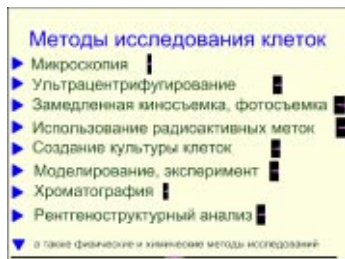 Методы исследования клеток
Микроскопия
Ультрацентрифугирование
Замедленная киносъемка, фотосъемка
Использование радиоактивных меток
Создание культуры клеток
Моделирование, эксперимент
Хроматография
Рентгеноструктурный анализ
а также физические и химические методы исследований